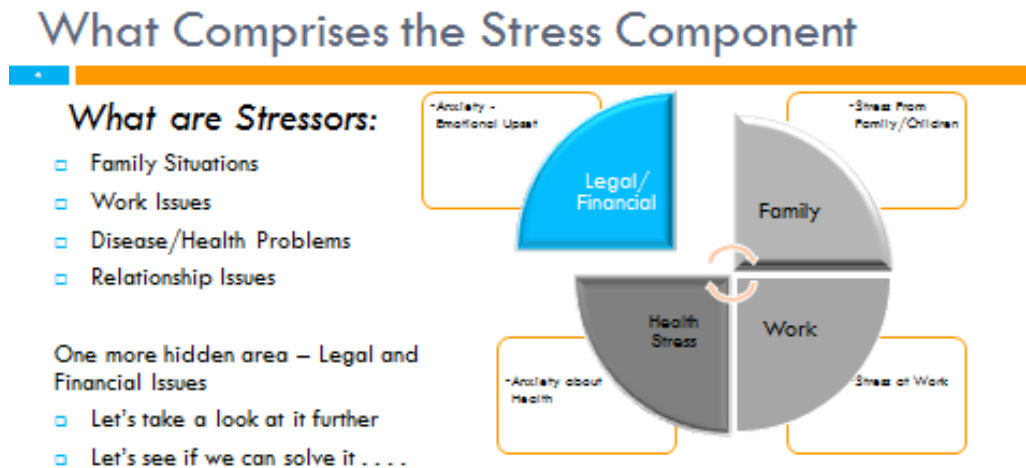 What Comprises the Stress Component
4
What are Stressors:
Family Situations
Work Issues
Disease/Health Problems
Relationship Issues
One more hidden area – Legal and
Financial Issues
Let's take a look at it further
Let's see if we can solve it . . . .
•Anxiety -
Emotional Upset
Legal/
Financial
•Stress From
Family/Children
Family
Health
Stress
Work
•Anxiety about
Health
•Stress at Work